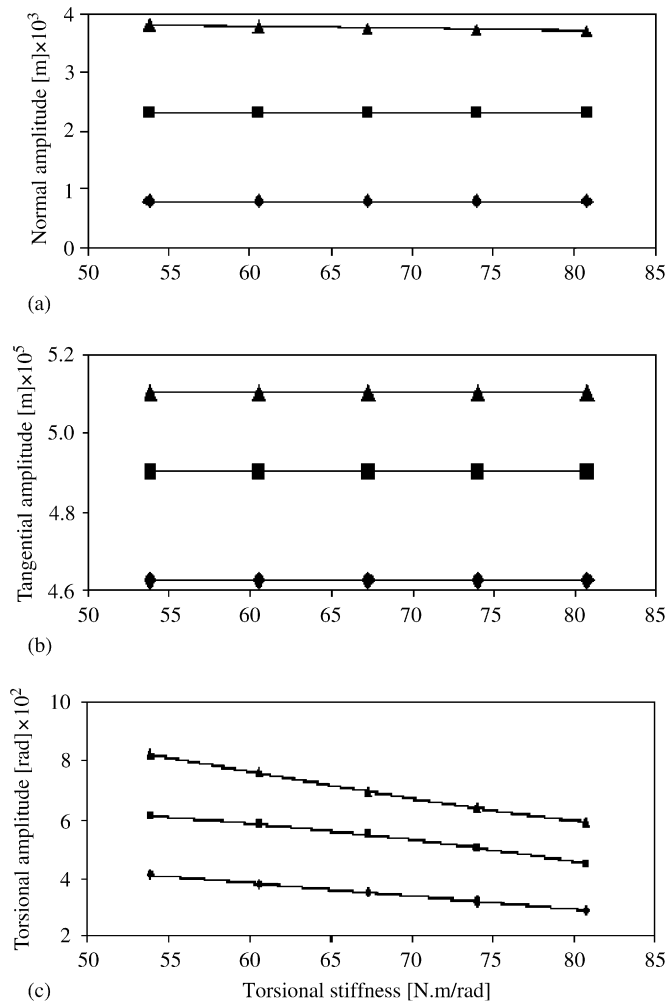 4
3
2
1
0
Normal amplitude [m]×10³
50 55 60 65 70 75 80 85
(a)
5.2
5.0
4.8
4.6
Tangential amplitude [m]×10⁵
50 55 60 65 70 75 80 85
(b)
10
8
6
4
2
Torsional amplitude [rad]×10²
50 55 60 65 70 75 80 85
(c) Torsional stiffness [N.m/rad]